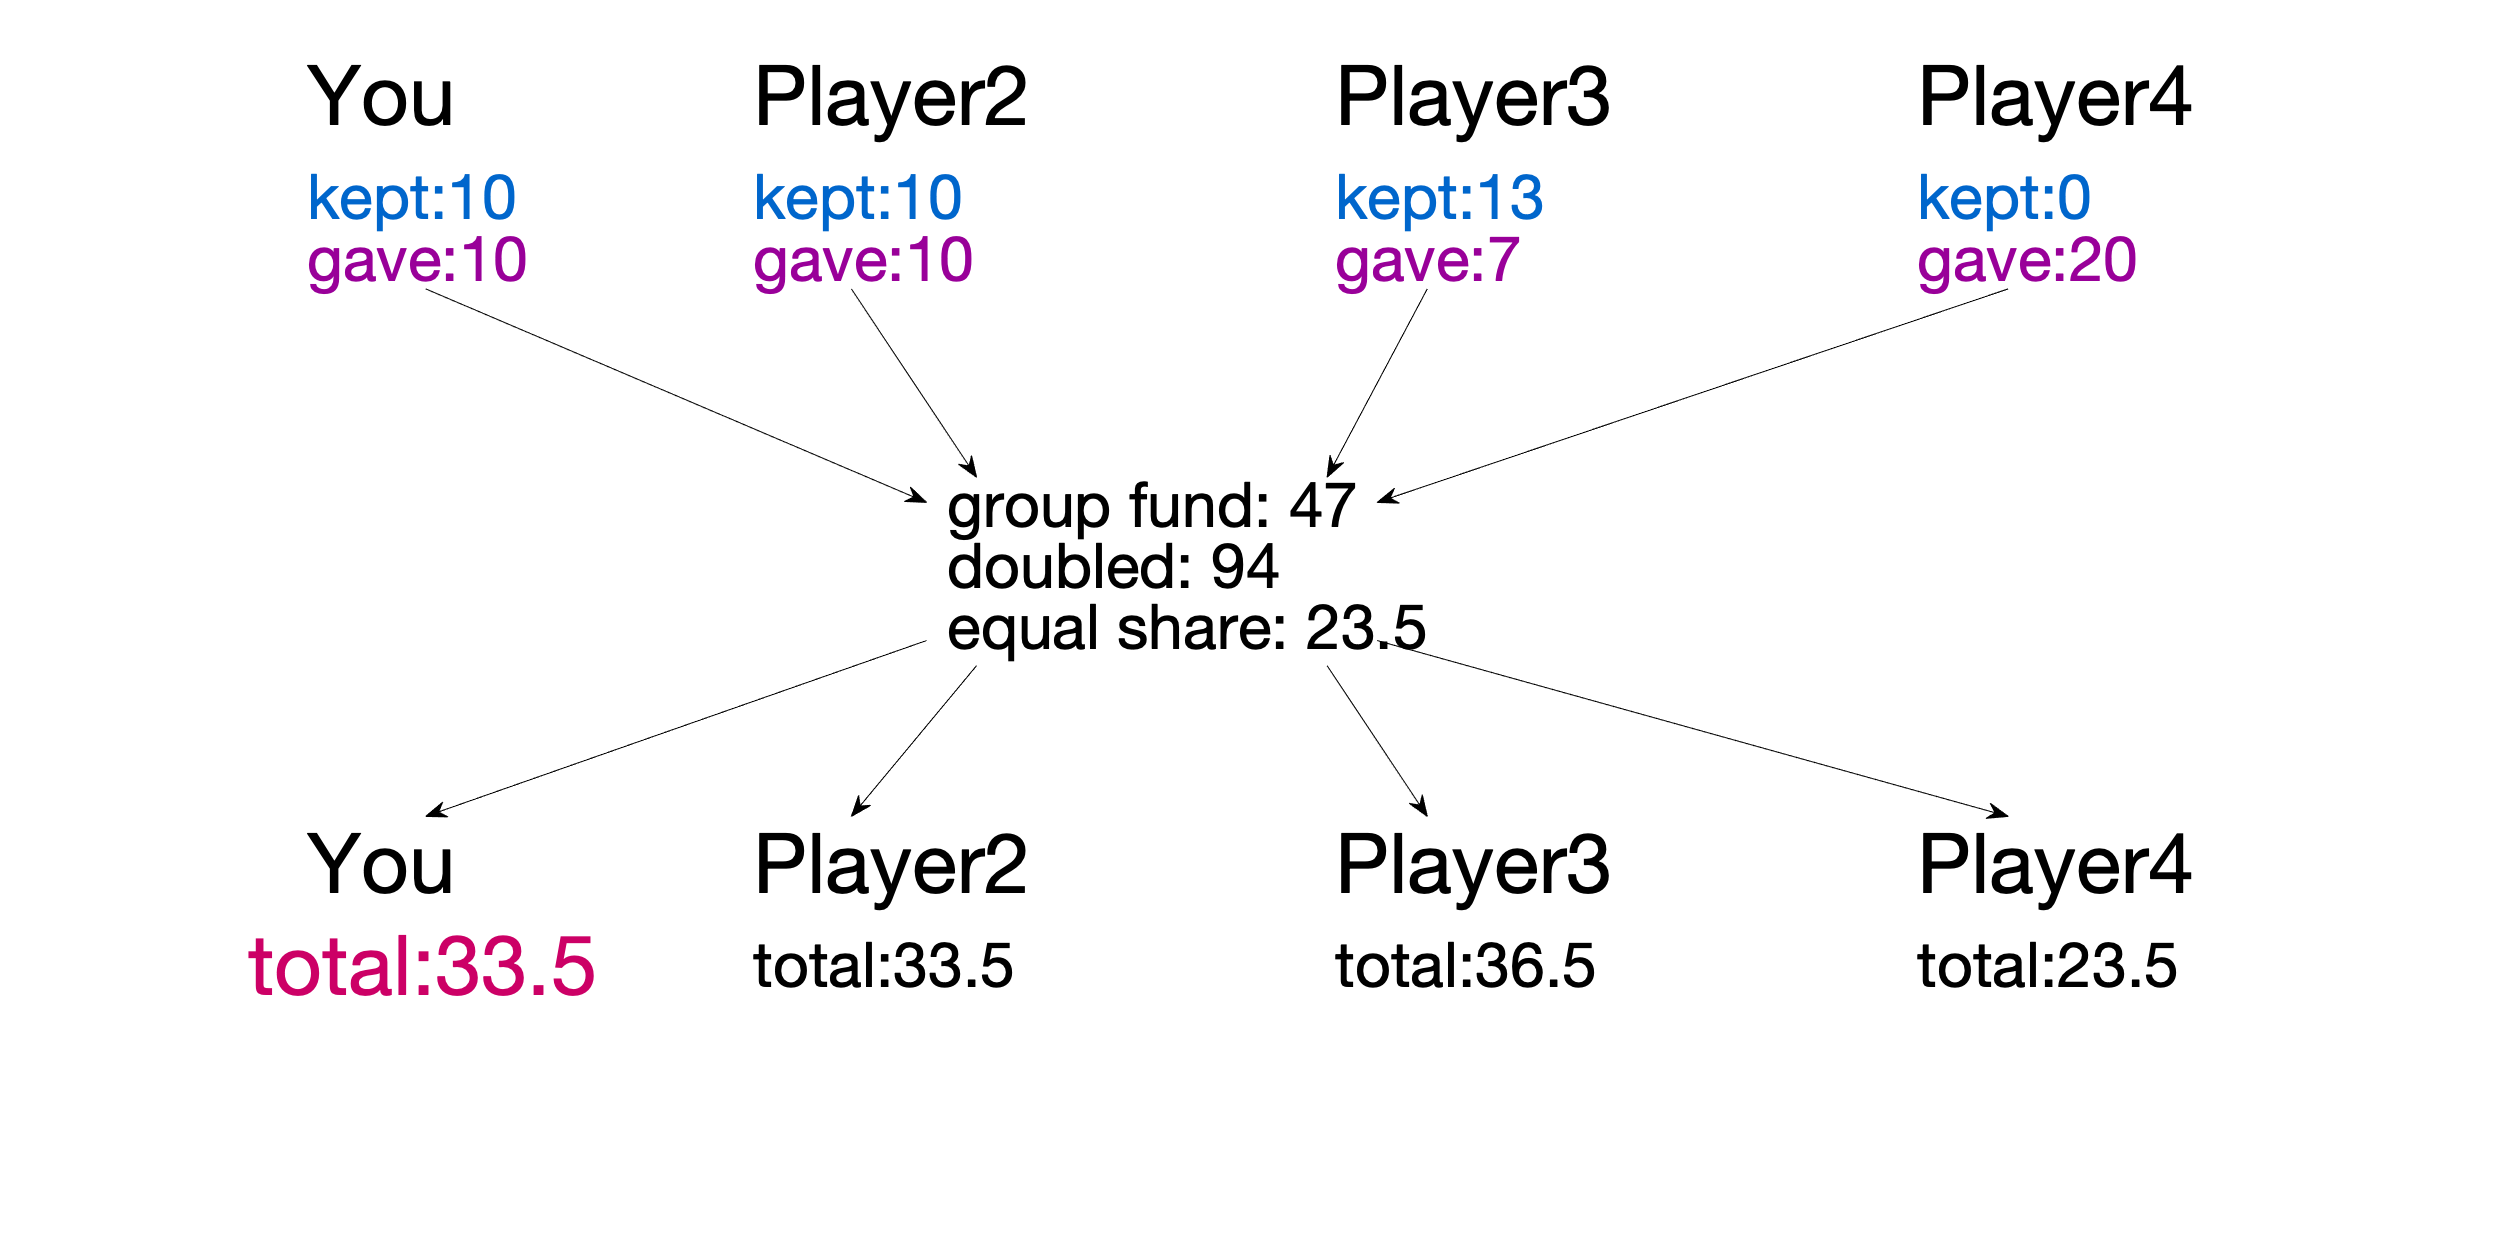 You Player2 Player3 Player4
kept:10 kept:10 kept:13 kept:0
gave:10 gave:10 gave:7 gave:20
group fund: 47
doubled: 94
equal share: 23.5
You Player2 Player3 Player4
total:33.5 total:33.5 total:36.5 total:23.5